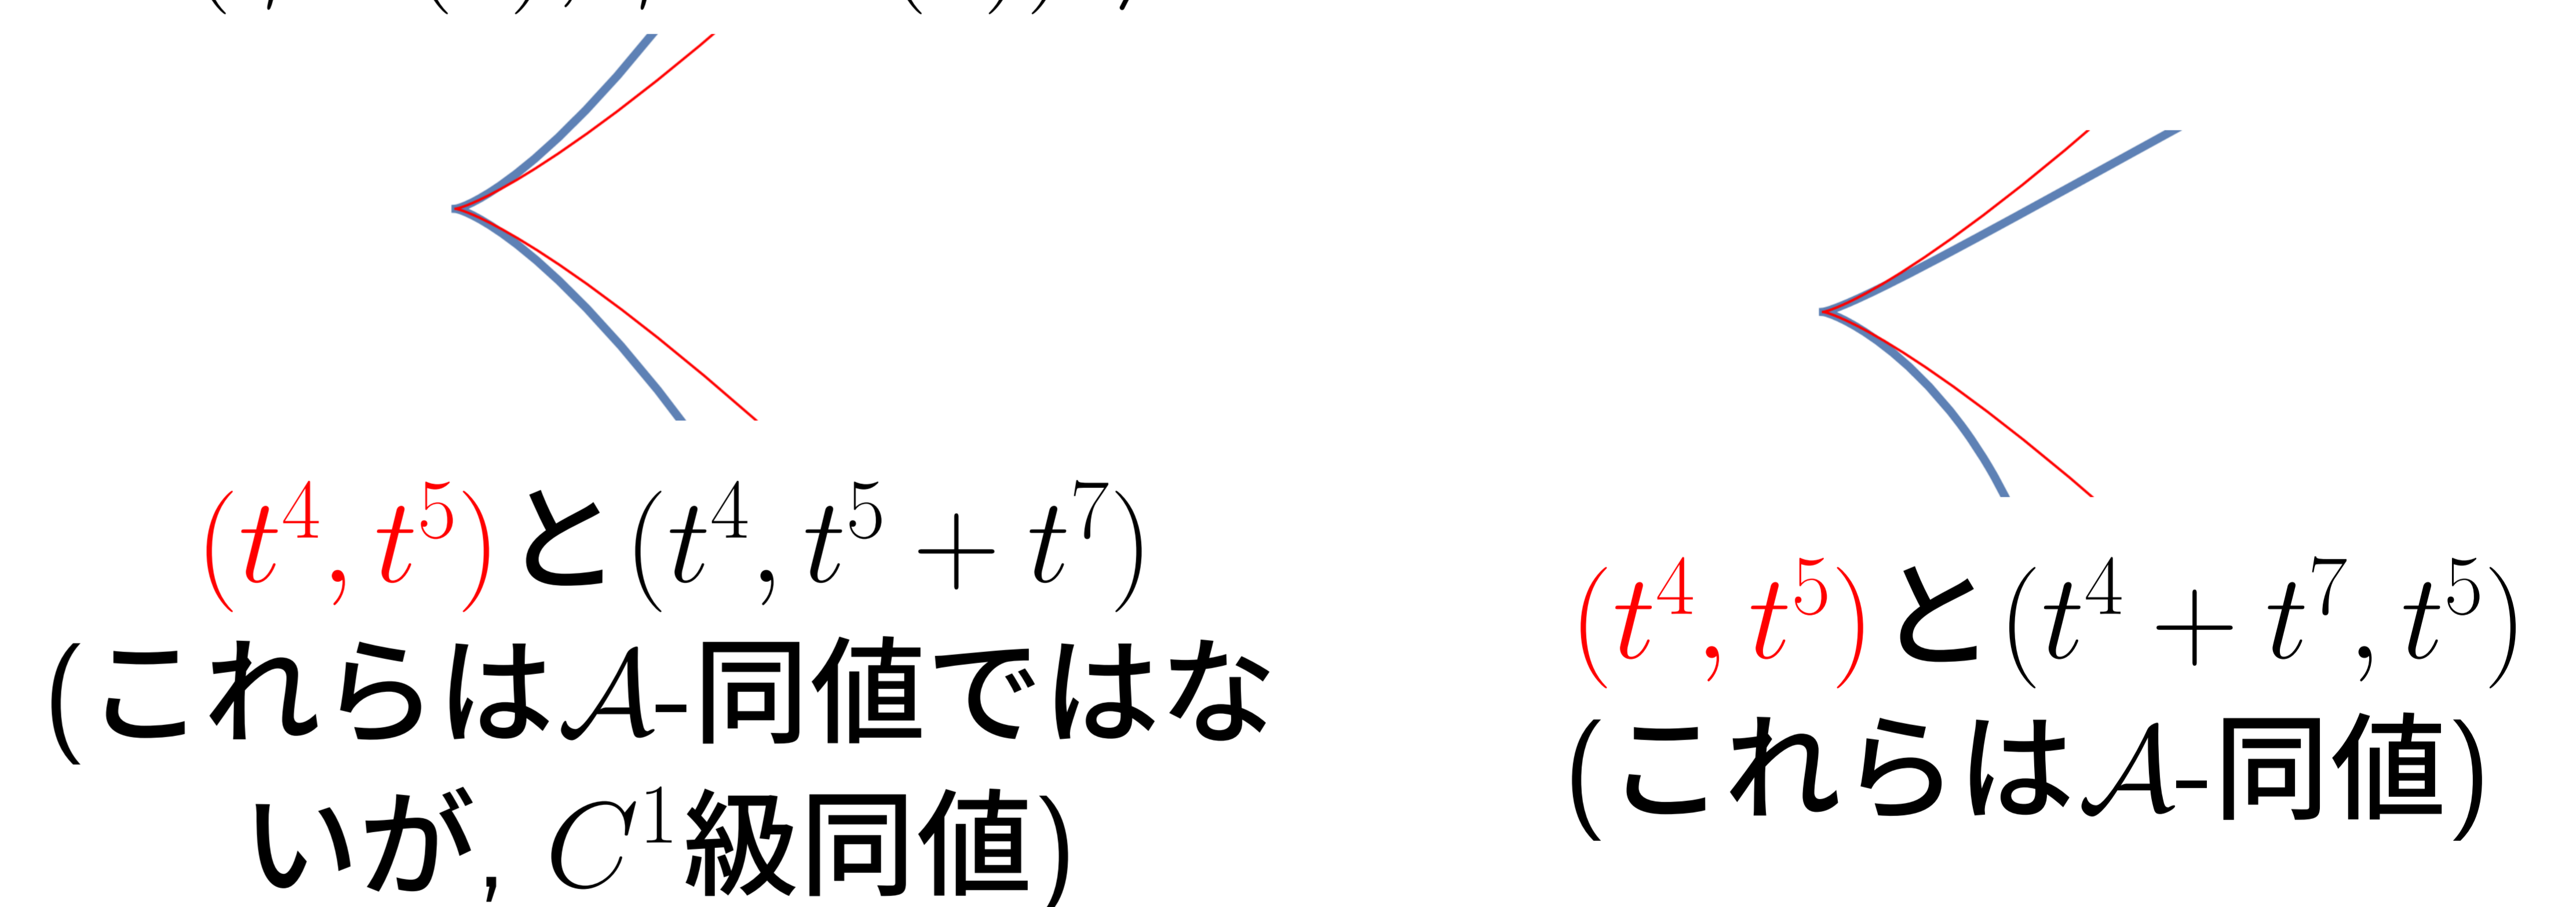 (t⁴, t⁵)と(t⁴, t⁵ + t⁷)
(これらは𝒜-同値ではな
いが, C¹級同値)
(t⁴, t⁵)と(t⁴ + t⁷, t⁵)
(これらは𝒜-同値)